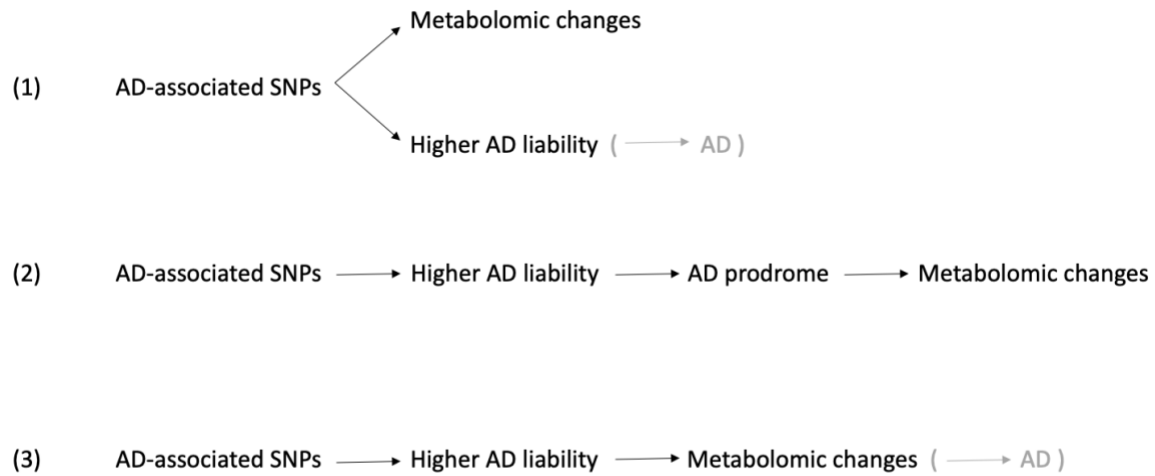 Metabolomic changes
(1) AD-associated SNPs
Higher AD liability ( AD )
(2) AD-associated SNPs Higher AD liability AD prodrome Metabolomic changes
(3) AD-associated SNPs Higher AD liability Metabolomic changes ( AD )